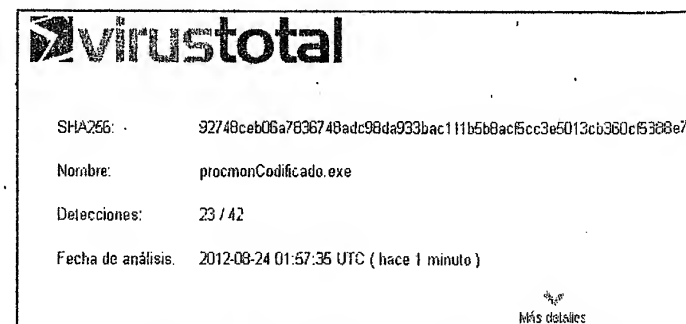 virustotal
SHA256: 92748ceb06a7836748adc98da933bac111b5b8acf5cc3e5013cb360cf5388e7
Nombre: procmonCodificado.exe
Detecciones: 23 / 42
Fecha de análisis. 2012-08-24 01:57:35 UTC ( hace 1 minuto )
Más detalles